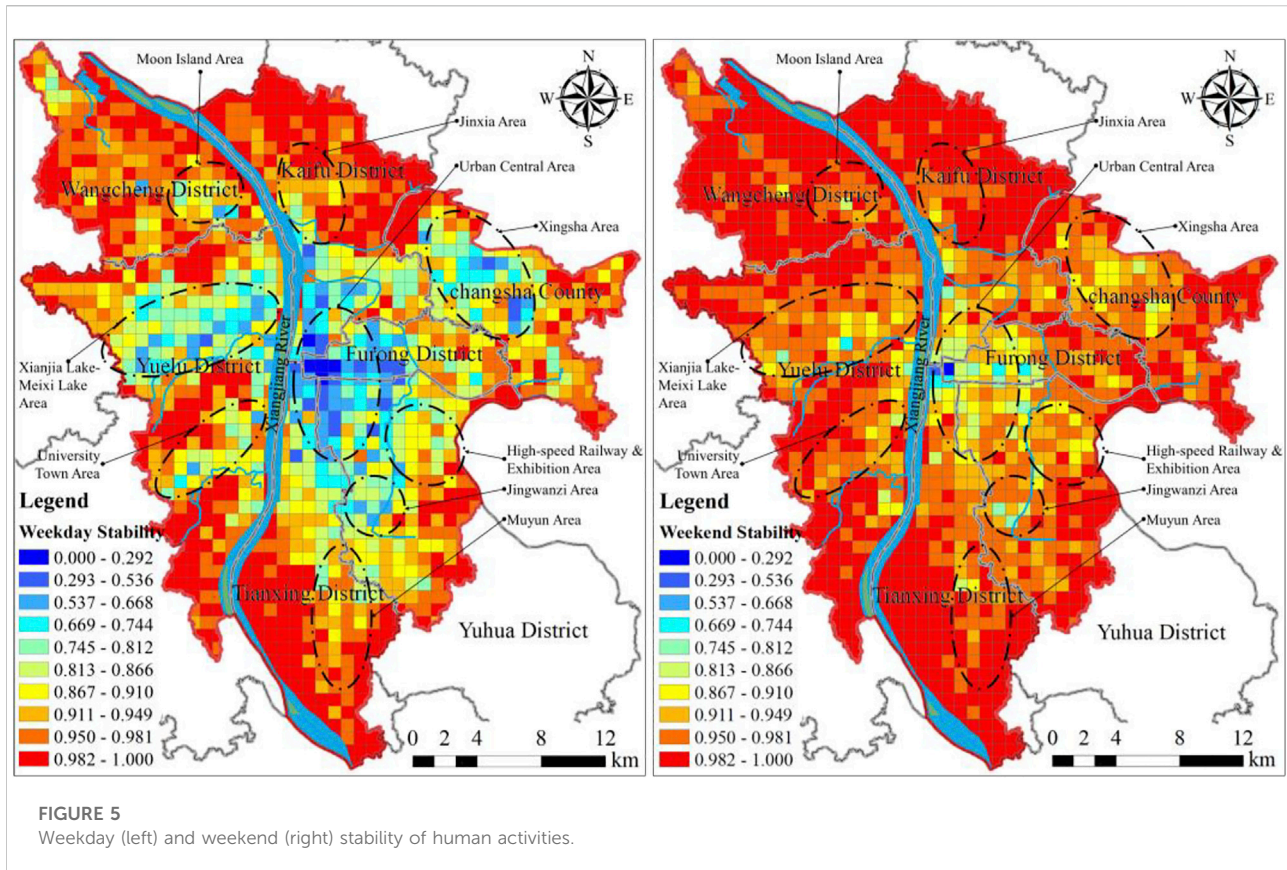 Moon Island Area
N
W E
S
Jinxia Area
Kaifu District
Urban Central Area
Wangcheng District
Xingsha Area
changsha County
Xiangjiang River
Furong District
Xianjia Lake-
Meixi Lake
Area
Yuelu District
University
Town Area
High-speed Railway &
Exhibition Area
Jingwanzi Area
Muyun Area
Legend
Weekday Stability
0.000 - 0.292
0.293 - 0.536
0.537 - 0.668
0.669 - 0.744
0.745 - 0.812
0.813 - 0.866
0.867 - 0.910
0.911 - 0.949
0.950 - 0.981
0.982 - 1.000
Tianxing District
Yuhua District
0 2 4 8 12
km
Moon Island Area
N
W E
S
Jinxia Area
Kaifu District
Urban Central Area
Wangcheng District
Xingsha Area
changsha County
Xiangjiang River
Furong District
Xianjia Lake-
Meixi Lake
Area
Yuelu District
University
Town Area
High-speed Railway &
Exhibition Area
Jingwanzi Area
Muyun Area
Legend
Weekend Stability
0.000 - 0.292
0.293 - 0.536
0.537 - 0.668
0.669 - 0.744
0.745 - 0.812
0.813 - 0.866
0.867 - 0.910
0.911 - 0.949
0.950 - 0.981
0.982 - 1.000
Tianxing District
Yuhua District
0 2 4 8 12
km
FIGURE 5
Weekday (left) and weekend (right) stability of human activities.